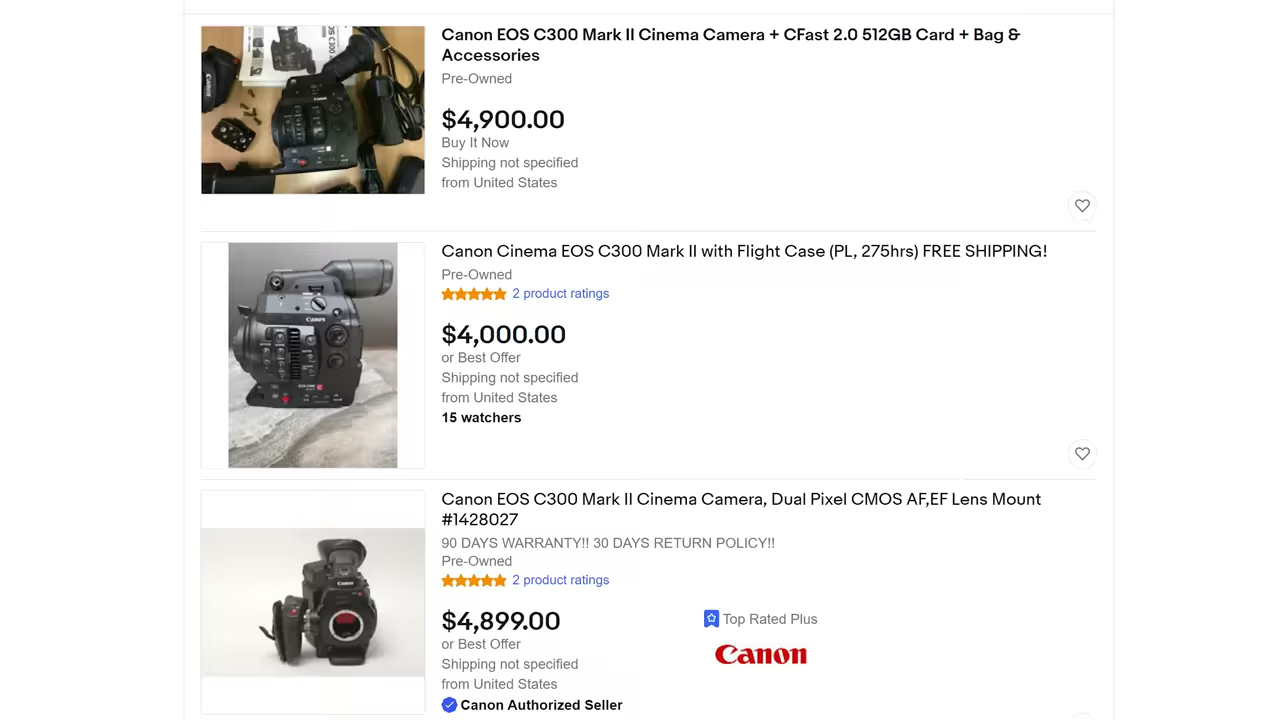 Canon EOS C300 Mark II Cinema Camera + CFast 2.0 512GB Card + Bag &
Accessories
Pre-Owned
$4,900.00
Buy It Now
Shipping not specified
from United States
Canon Cinema EOS C300 Mark II with Flight Case (PL, 275hrs) FREE SHIPPING!
Pre-Owned
2 product ratings
$4,000.00
or Best Offer
Shipping not specified
from United States
15 watchers
Canon EOS C300 Mark II Cinema Camera, Dual Pixel CMOS AF,EF Lens Mount
#1428027
90 DAYS WARRANTY!! 30 DAYS RETURN POLICY!!
Pre-Owned
2 product ratings
$4,899.00
Top Rated Plus
or Best Offer
Canon
Shipping not specified
from United States
Canon Authorized Seller